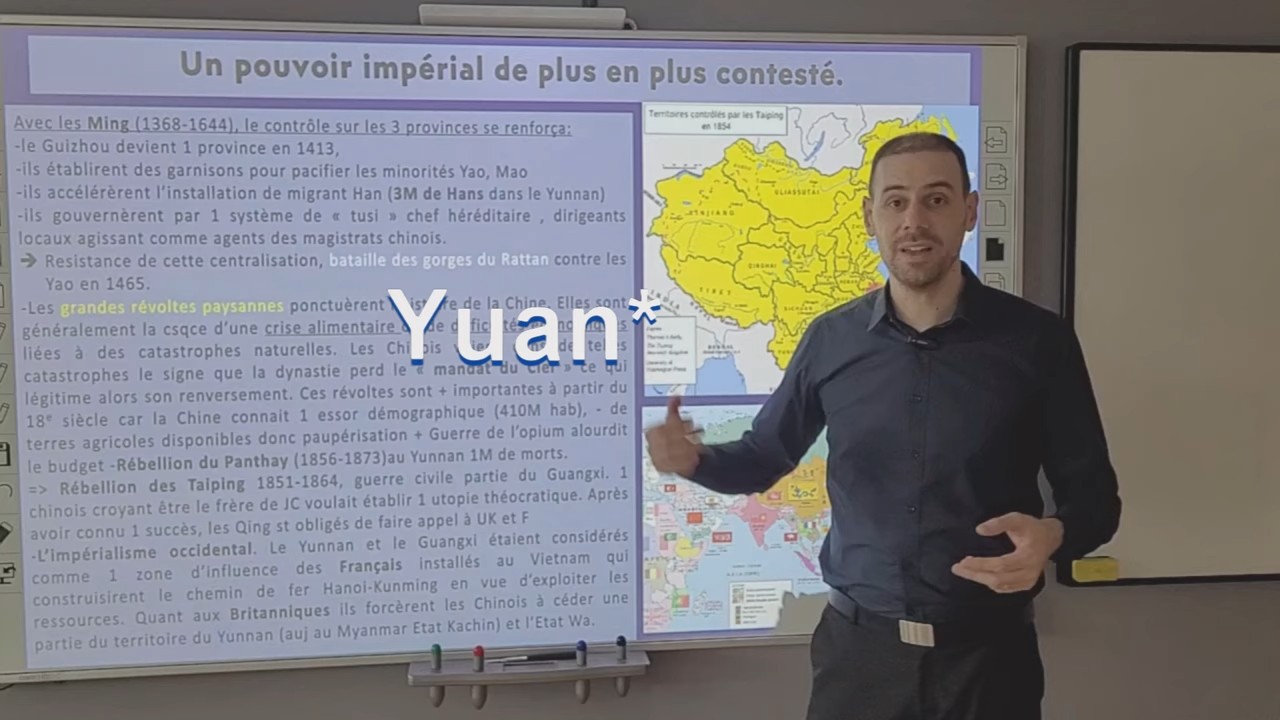 Un pouvoir impérial de plus en plus contesté.
Avec les Ming (1368-1644), le contrôle sur les 3 provinces se renforça:
-le Guizhou devient 1 province en 1413,
-ils établirent des garnisons pour pacifier les minorités Yao, Mao
-ils accélérèrent l'installation de migrant Han (3M de Hans dans le Yunnan)
-ils gouvernèrent par 1 système de « tusi » chef héréditaire , dirigeants
locaux agissant comme agents des magistrats chinois.
➔ Resistance de cette centralisation, bataille des gorges du Rattan contre les
Yao en 1465.
-Les grandes révoltes paysannes ponctuèrent de la Chine. Elles sont
généralement la csqce d'une crise alimentaire de
liées à des catastrophes naturelles. Les
catastrophes le signe que la dynastie perd le « mandat du Ciel » ce qui
légitime alors son renversement. Ces révoltes sont + importantes à partir du
18e siècle car la Chine connait 1 essor démographique (410M hab), - de
terres agricoles disponibles donc paupérisation + Guerre de l'opium alourdit
le budget -Rébellion du Panthay (1856-1873)au Yunnan 1M de morts.
=> Rébellion des Taiping 1851-1864, guerre civile partie du Guangxi. 1
chinois croyant être le frère de JC voulait établir 1 utopie théocratique. Après
avoir connu 1 succès, les Qing st obligés de faire appel à UK et F
-L'impérialisme occidental. Le Yunnan et le Guangxi étaient considérés
comme 1 zone d'influence des Français installés au Vietnam qui
construisirent le chemin de fer Hanoi-Kunming en vue d'exploiter les
ressources. Quant aux Britanniques ils forcèrent les Chinois à céder une
partie du territoire du Yunnan (auj au Myanmar Etat Kachin) et l'Etat Wa.
Yuan*
Territoires contrôlés par les Taiping
en 1854
ULIASSUTAI
XINJIANG
QINGHAI
TIBET